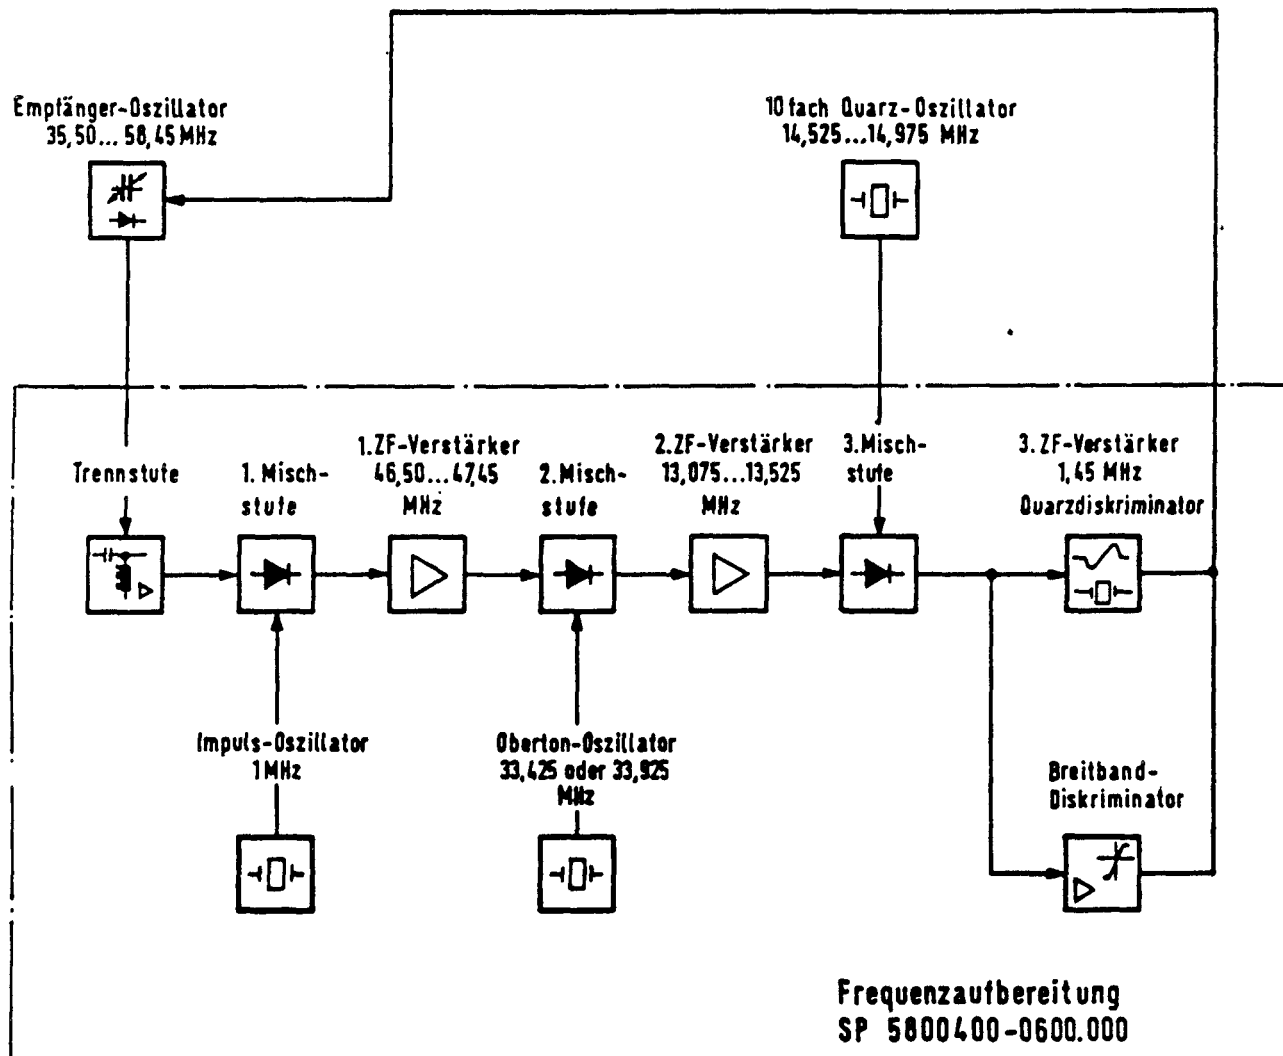 Empfänger-Oszillator
35,50... 58,45 MHz
10fach Quarz-Oszillator
14,525...14,975 MHz
Trennstufe
1. Misch-
stufe
1.ZF-Verstärker
46,50...47,45
MHz
2.Misch-
stufe
2.ZF-Verstärker
13,075...13,525
MHz
3.Misch-
stufe
3.ZF-Verstärker
1,45 MHz
Quarzdiskriminator
Impuls-Oszillator
1 MHz
Oberton-Oszillator
33,425 oder 33,925
MHz
Breitband-
Diskriminator
Frequenzaufbereitung
SP 5800400-0600.000